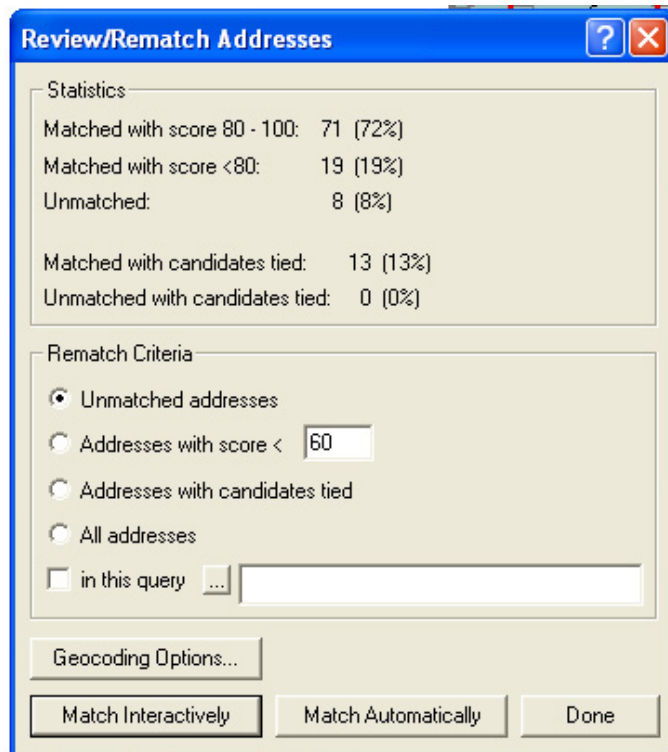 Review/Rematch Addresses
Statistics
Matched with score 80 - 100: 71 (72%)
Matched with score <80: 19 (19%)
Unmatched: 8 (8%)
Matched with candidates tied: 13 (13%)
Unmatched with candidates tied: 0 (0%)
Rematch Criteria
Unmatched addresses
Addresses with score < 60
Addresses with candidates tied
All addresses
in this query ...
Geocoding Options...
Match Interactively Match Automatically Done